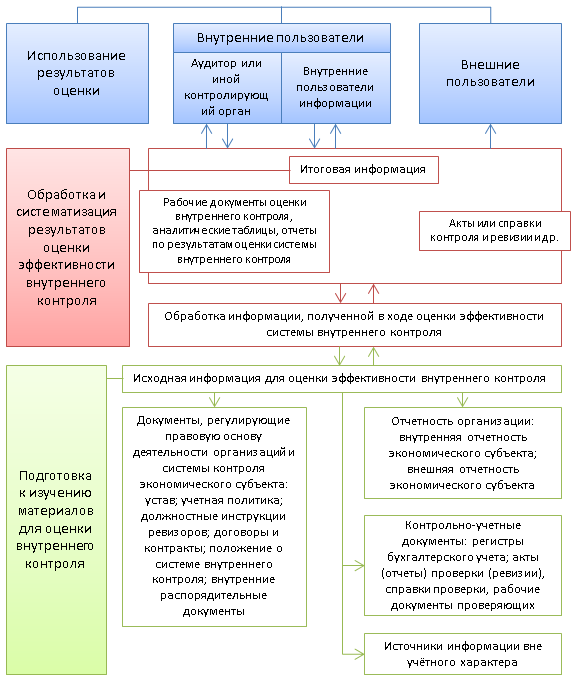 Использование
результатов
оценки
Внутренние пользователи
Аудитор или
иной
контролирующ
ий орган
Внутренние
пользователи
информации
Внешние
пользователи
Обработка и
систематизация
результатов
оценки
эффективности
внутреннего
контроля
Итоговая информация
Рабочие документы оценки
внутреннего контроля,
аналитические таблицы, отчеты
по результатам оценки системы
внутреннего контроля
Акты или справки
контроля и ревизии и др.
Обработка информации, полученной в ходе оценки эффективности
системы внутреннего контроля
Подготовка
к изучению
материалов
для оценки
внутреннего
контроля
Исходная информация для оценки эффективности внутреннего контроля
Документы, регулирующие
правовую основу
деятельности организаций и
системы контроля
экономического субъекта:
устав; учетная политика;
должностные инструкции
ревизоров; договоры и
контракты; положение о
системе внутреннего
контроля; внутренние
распорядительные
документы
Отчетность организации:
внутренняя отчетность
экономического субъекта;
внешняя отчетность
экономического субъекта
Контрольно-учетные
документы: регистры
бухгалтерского учета; акты
(отчеты) проверки (ревизии),
справки проверки, рабочие
документы проверяющих
Источники информации вне
учётного характера